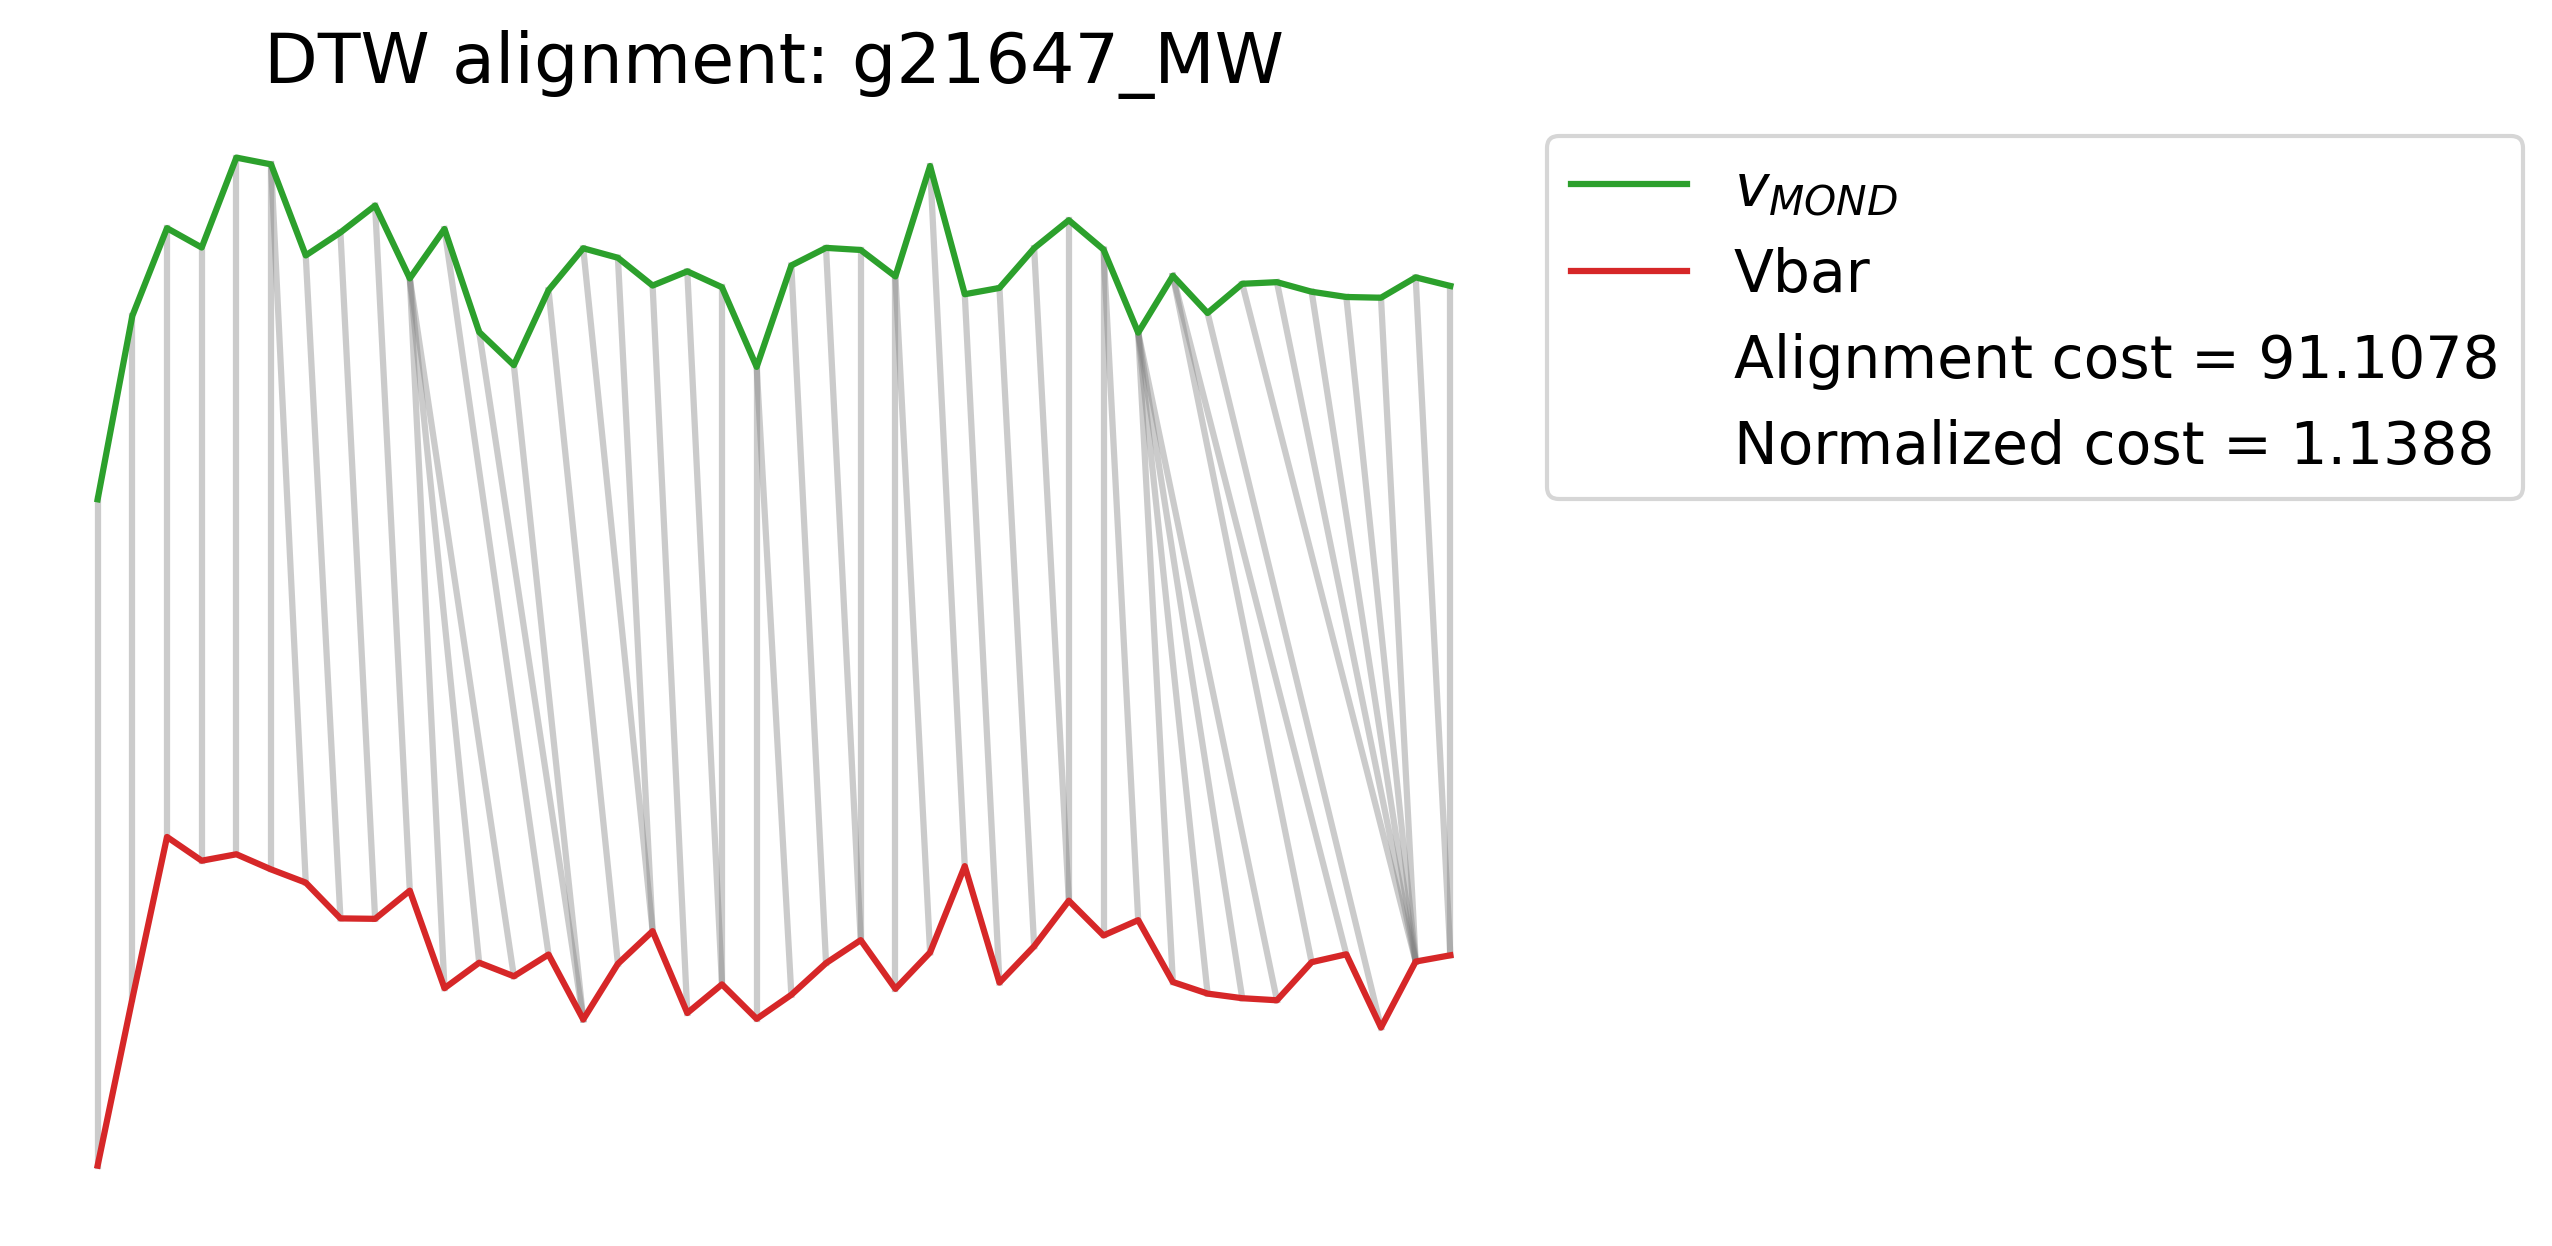 DTW alignment: g21647_MW
v_MOND
Vbar
Alignment cost = 91.1078
Normalized cost = 1.1388